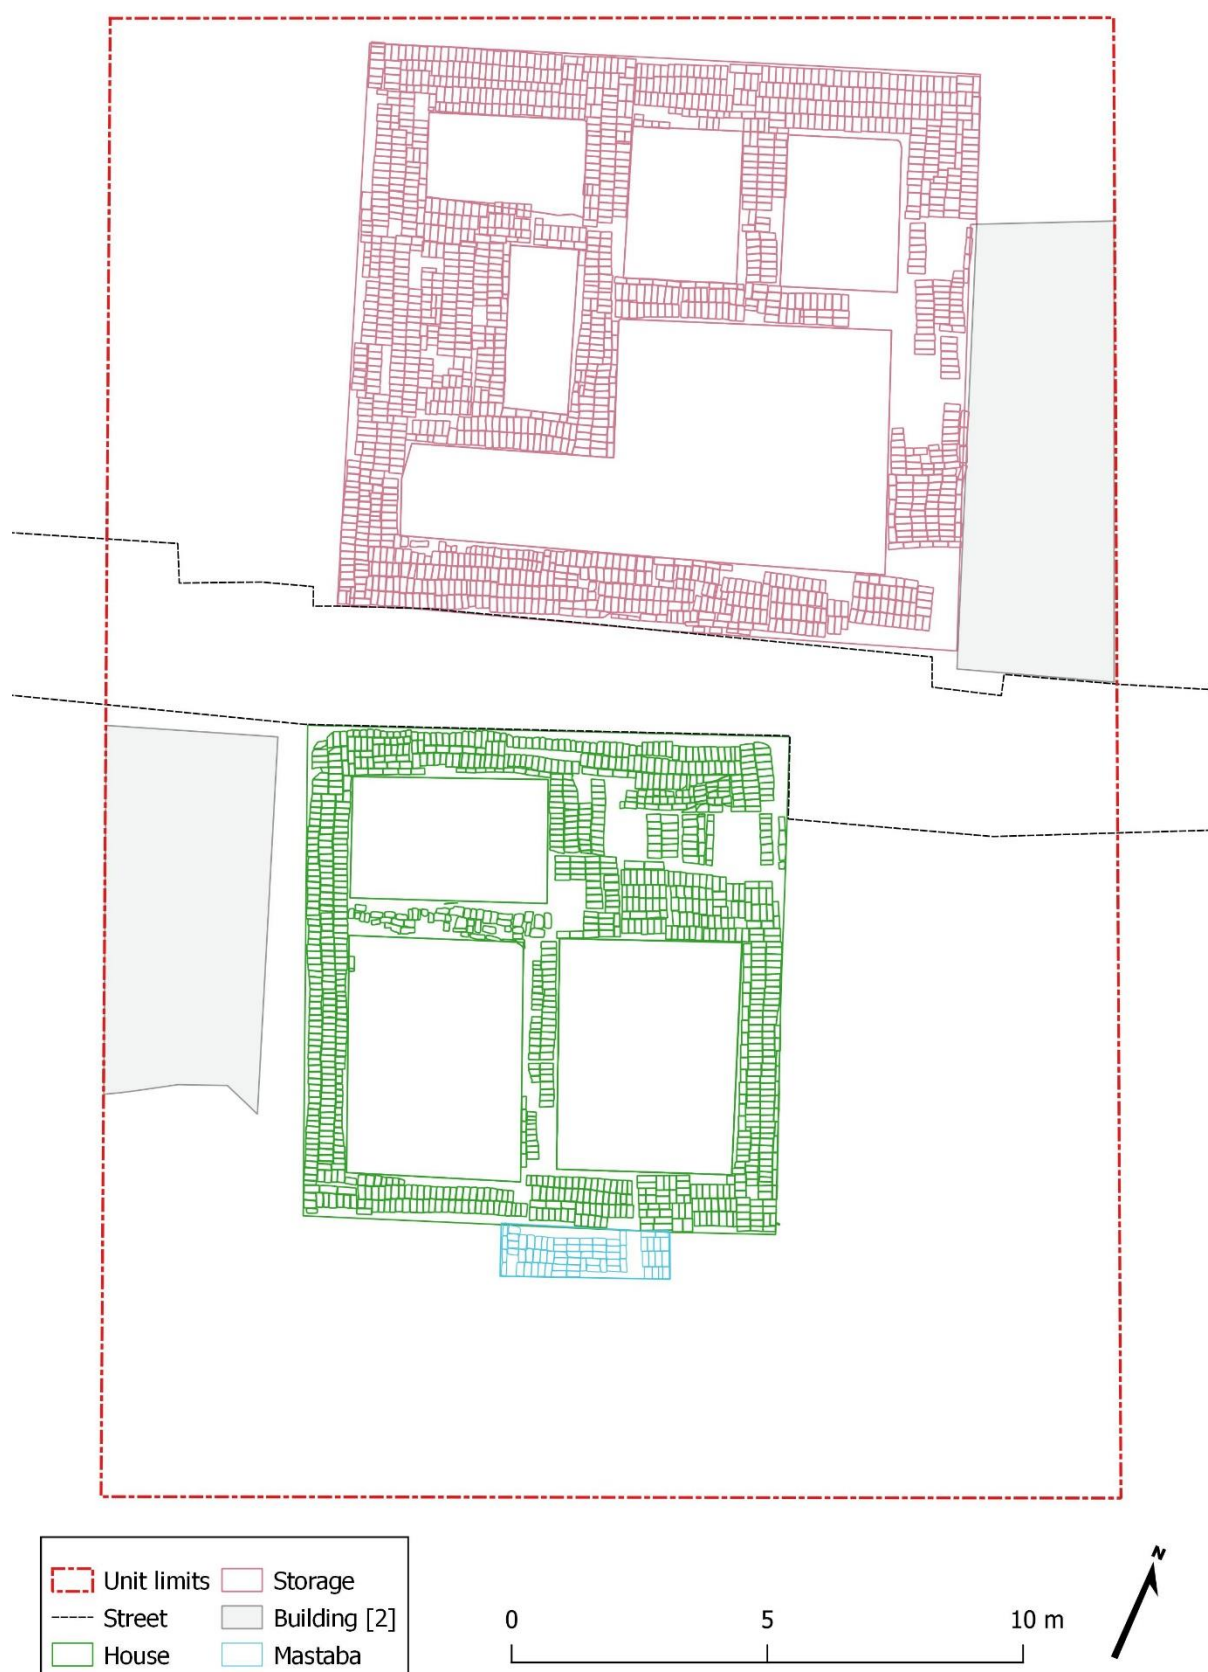 N
0 5 10 m
Unit limits Storage
Street Building [2]
House Mastaba